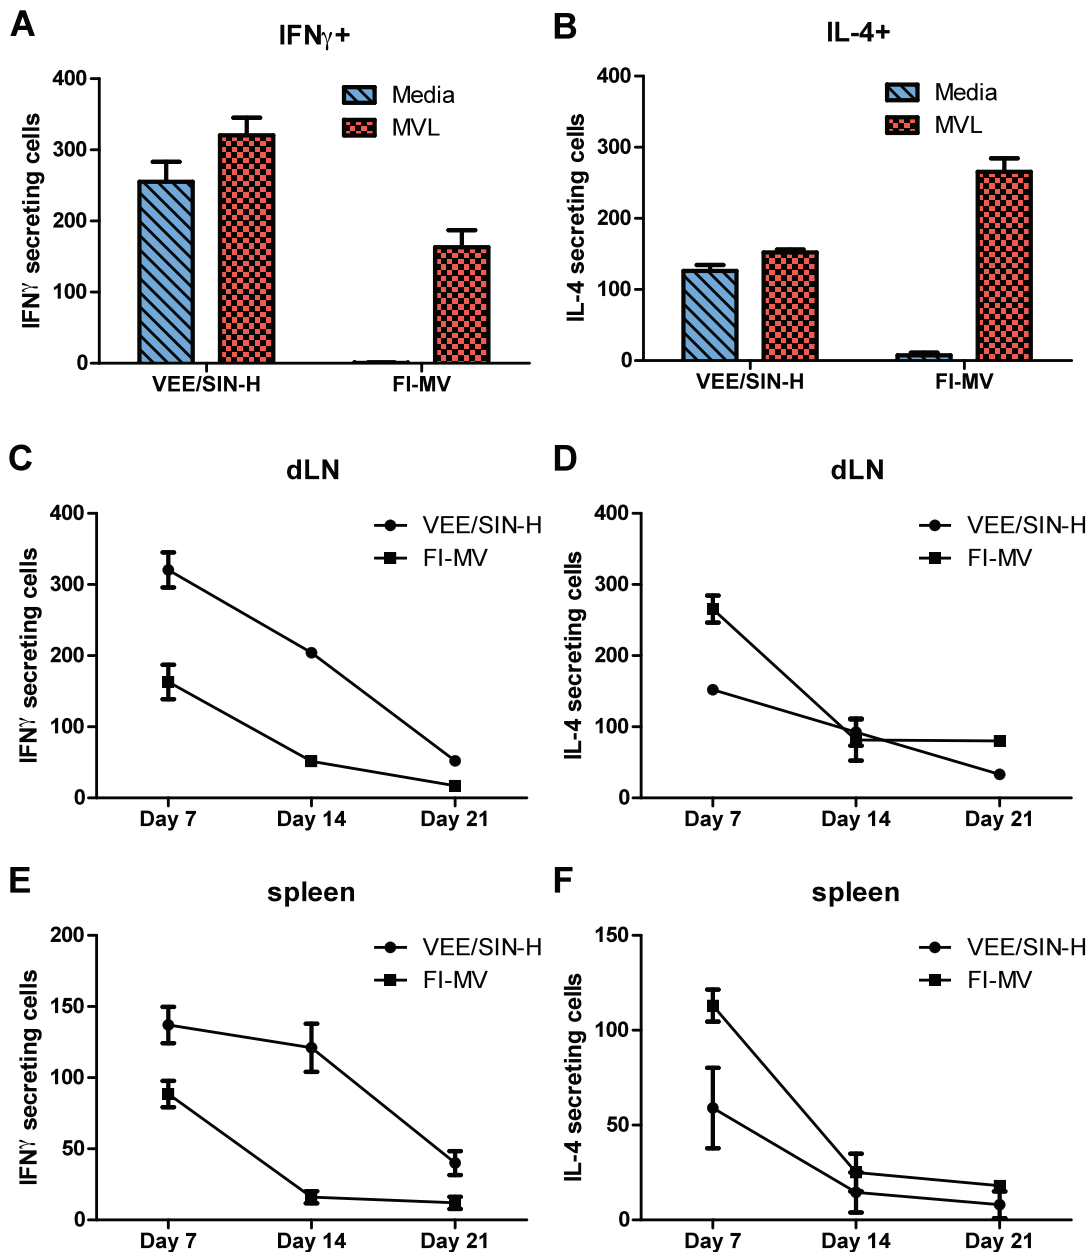 A
IFNγ+
IFNγ secreting cells
400
300
200
100
0
Media
MVL
VEE/SIN-H
FI-MV
B
IL-4+
IL-4 secreting cells
400
300
200
100
0
Media
MVL
VEE/SIN-H
FI-MV
C
dLN
IFNγ secreting cells
400
300
200
100
0
VEE/SIN-H
FI-MV
Day 7
Day 14
Day 21
D
dLN
IL-4 secreting cells
400
300
200
100
0
VEE/SIN-H
FI-MV
Day 7
Day 14
Day 21
E
spleen
IFNγ secreting cells
200
150
100
50
0
VEE/SIN-H
FI-MV
Day 7
Day 14
Day 21
F
spleen
IL-4 secreting cells
150
100
50
0
VEE/SIN-H
FI-MV
Day 7
Day 14
Day 21